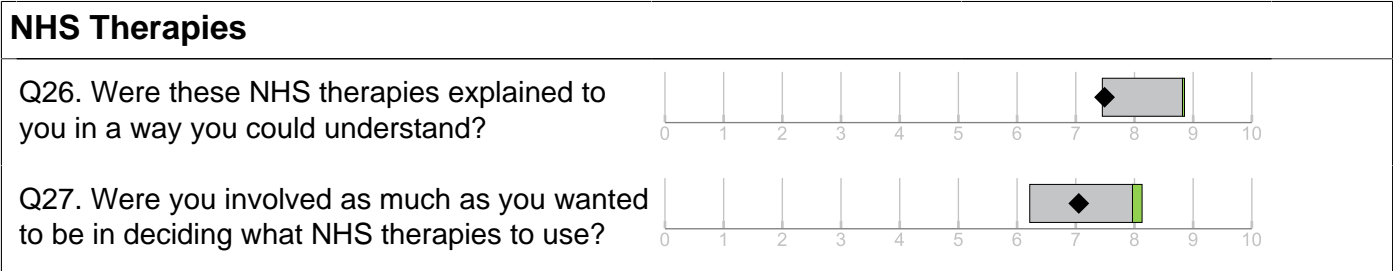 NHS Therapies
Q26. Were these NHS therapies explained to
you in a way you could understand?
0 1 2 3 4 5 6 7 8 9 10
Q27. Were you involved as much as you wanted
to be in deciding what NHS therapies to use?
0 1 2 3 4 5 6 7 8 9 10